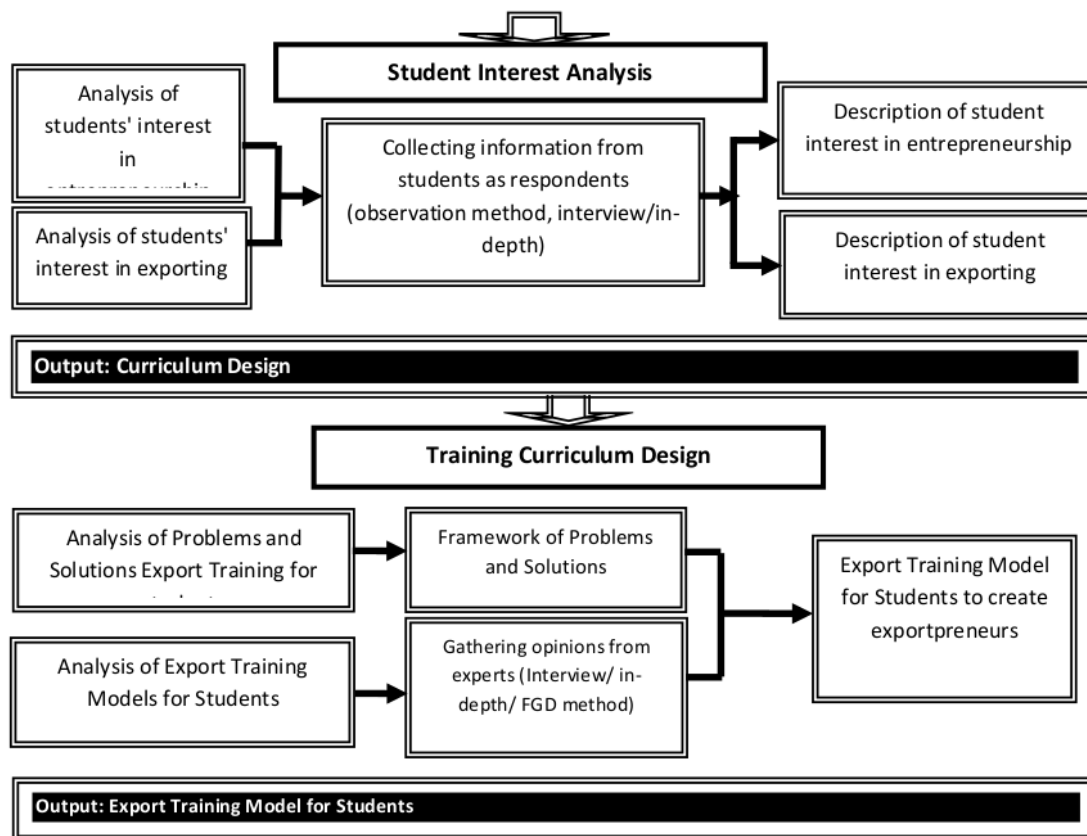 Student Interest Analysis
Analysis of
students' interest
in
Analysis of students'
interest in exporting
Collecting information from
students as respondents
(observation method, interview/in-
depth)
Description of student
interest in entrepreneurship
Description of student
interest in exporting
Output: Curriculum Design
Training Curriculum Design
Analysis of Problems and
Solutions Export Training for
Analysis of Export Training
Models for Students
Framework of Problems
and Solutions
Gathering opinions from
experts (Interview/ in-
depth/ FGD method)
Export Training Model
for Students to create
exportpreneurs
Output: Export Training Model for Students